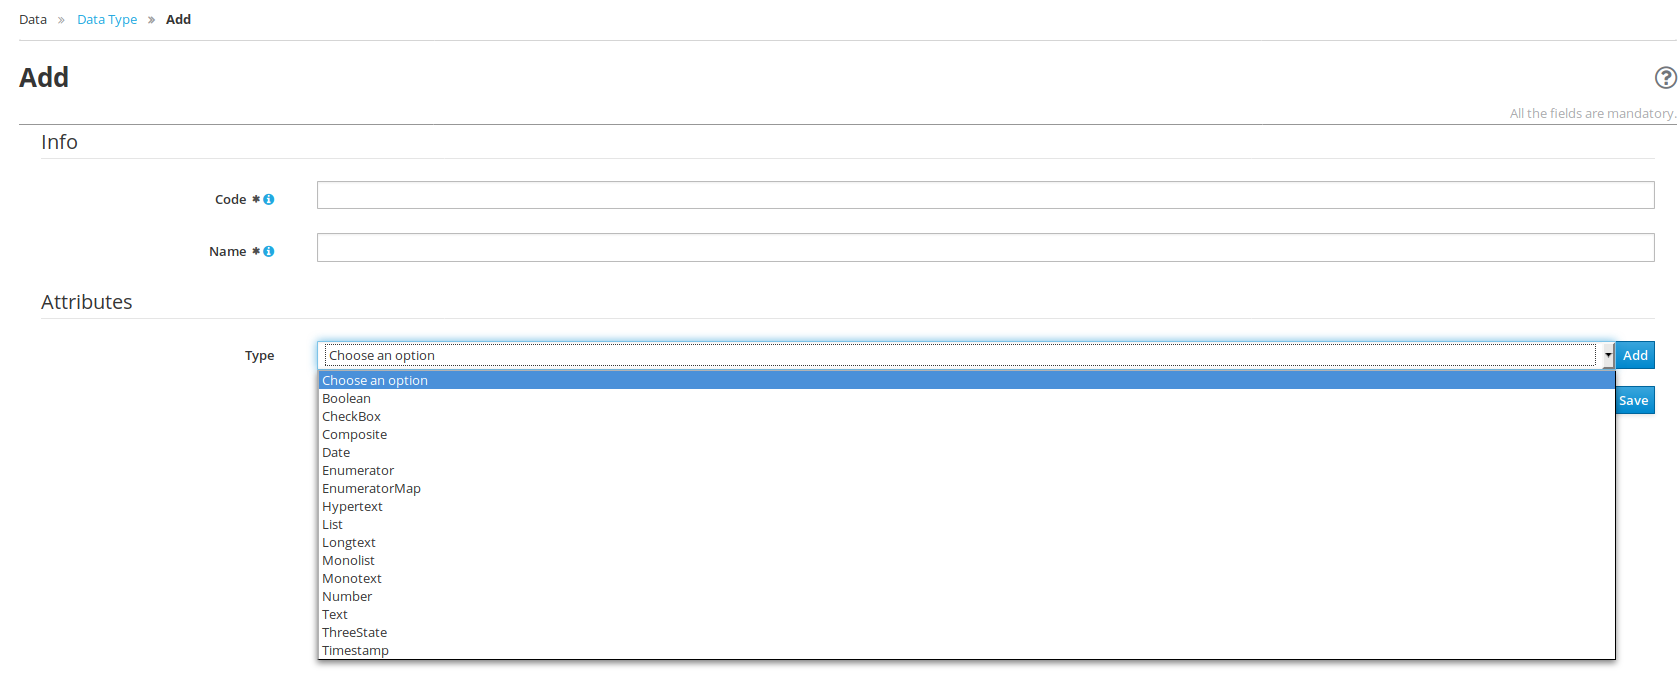 Data » Data Type » Add
Add
All the fields are mandatory.
Info
Code *
Name *
Attributes
Type Choose an option Add
Choose an option
Boolean
CheckBox
Save
Composite
Date
Enumerator
EnumeratorMap
Hypertext
List
Longtext
Monolist
Monotext
Number
Text
ThreeState
Timestamp